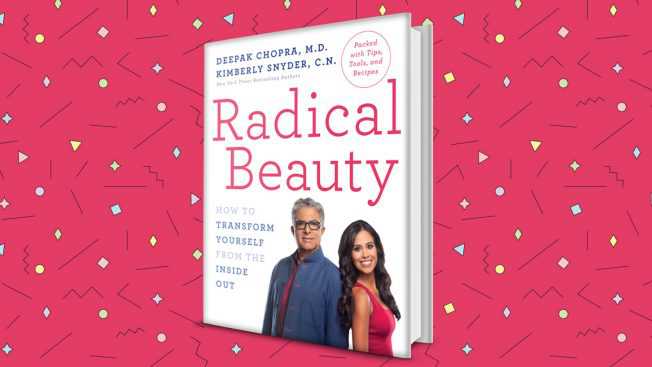 DEEPAK CHOPRA, M.D.
KIMBERLY SNYDER, C.N.
New York Times Bestselling Authors
Packed
with Tips,
Tools, and
Recipes
Radical
Beauty
HOW TO
TRANSFORM
YOURSELF
FROM THE
INSIDE
OUT